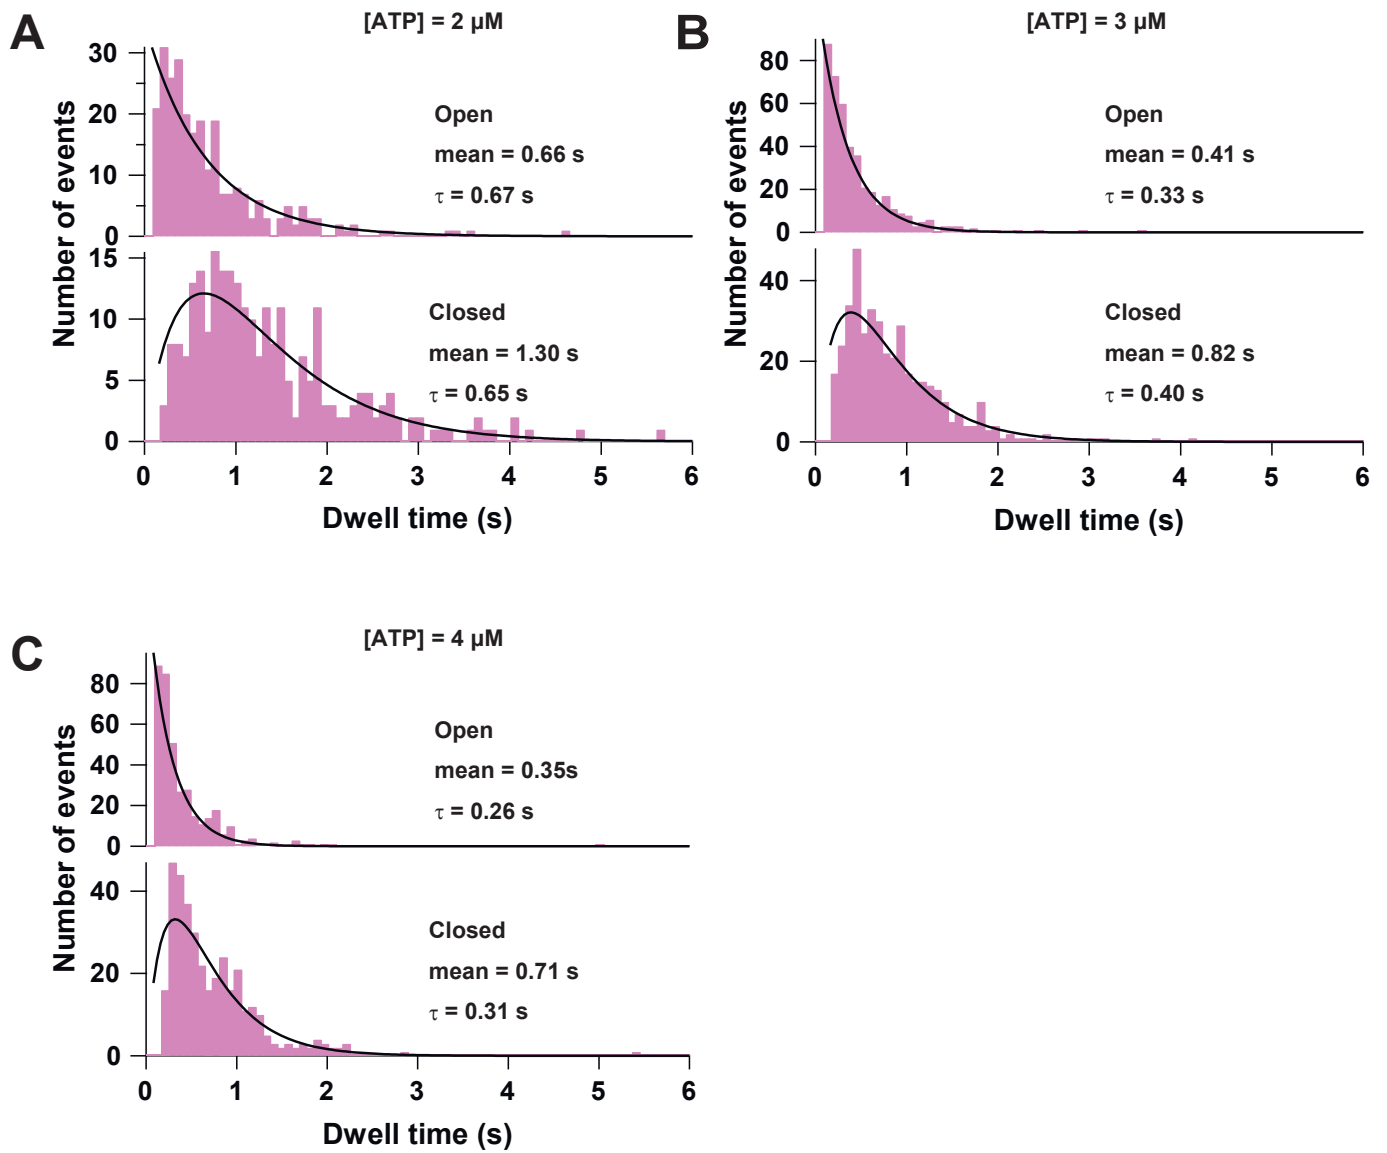 A
[ATP] = 2 µM
Number of events
30
20
10
0
Open
mean = 0.66 s
τ = 0.67 s
Number of events
15
10
5
0
Closed
mean = 1.30 s
τ = 0.65 s
0 1 2 3 4 5 6
Dwell time (s)
B
[ATP] = 3 µM
Number of events
80
60
40
20
0
Open
mean = 0.41 s
τ = 0.33 s
40
20
0
Closed
mean = 0.82 s
τ = 0.40 s
0 1 2 3 4 5 6
Dwell time (s)
C
[ATP] = 4 µM
Number of events
80
60
40
20
0
Open
mean = 0.35s
τ = 0.26 s
40
20
0
Closed
mean = 0.71 s
τ = 0.31 s
0 1 2 3 4 5 6
Dwell time (s)